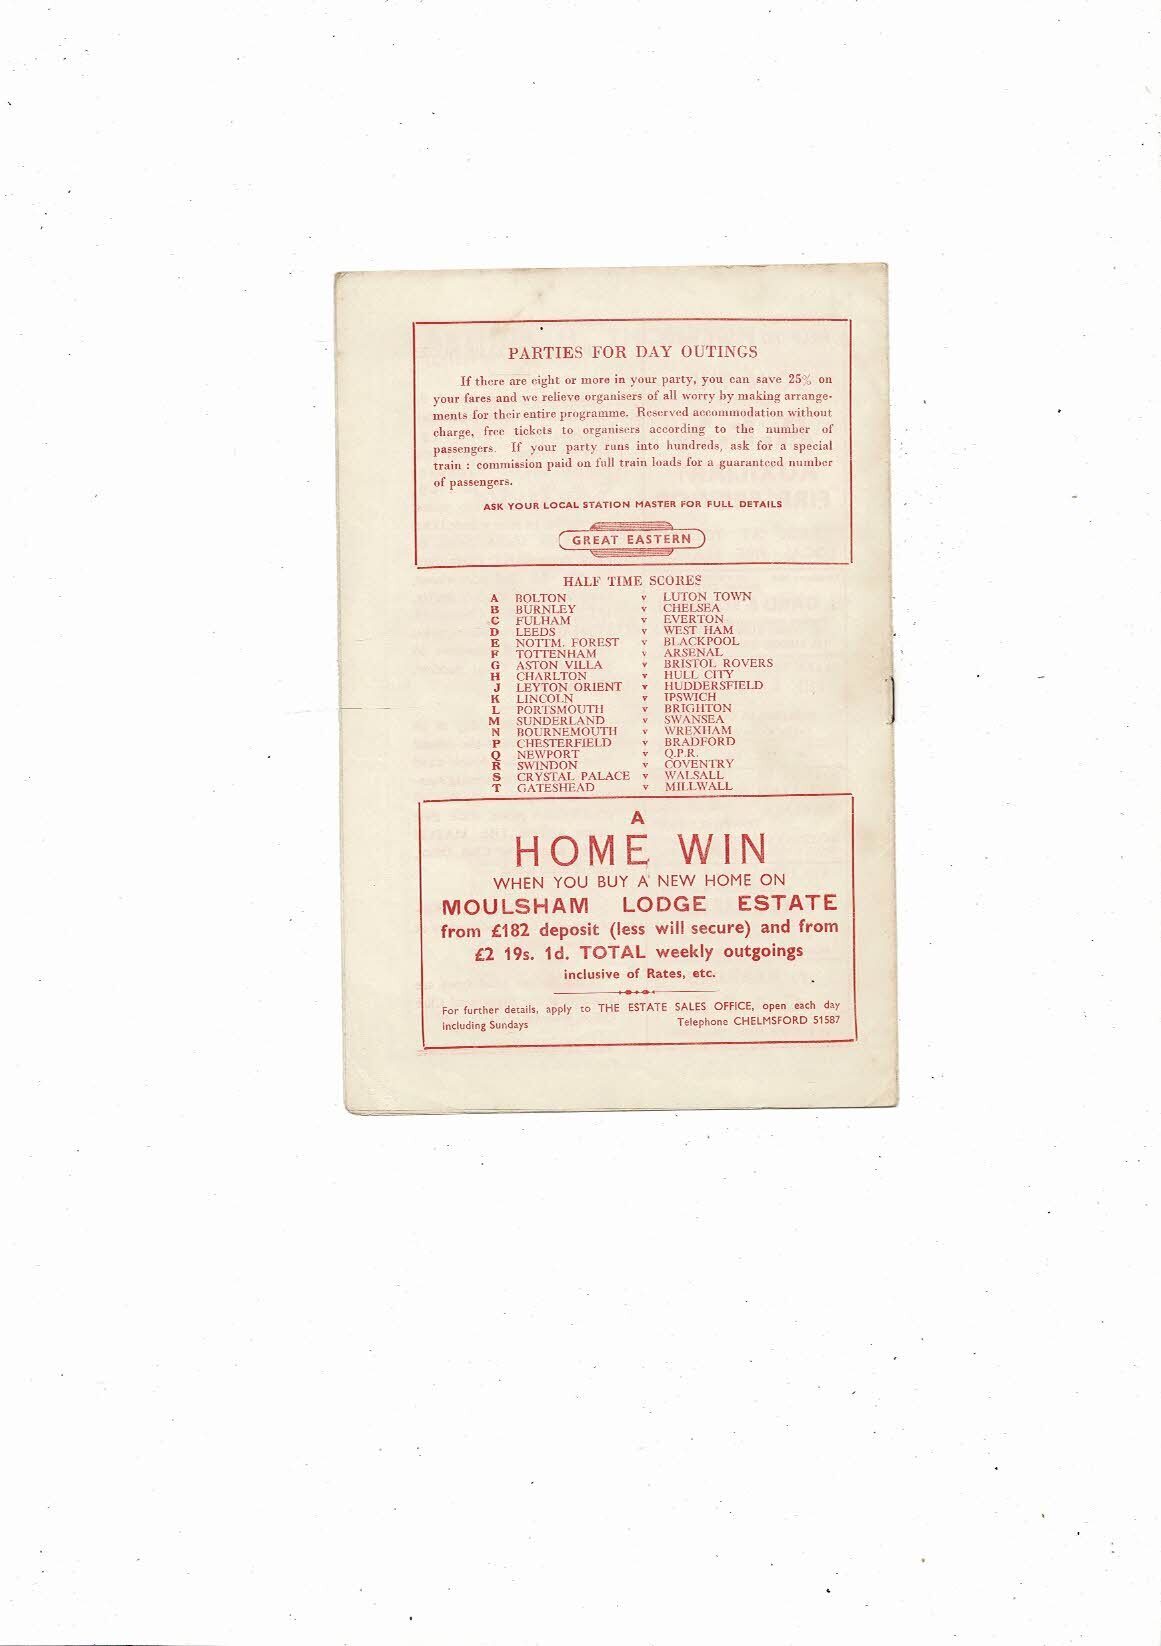 PARTIES FOR DAY OUTINGS
If there are eight or more in your party, you can save 25% on
your fares and we relieve organisers of all worry by making arrange-
ments for their entire programme. Reserved accommodation without
charge, free tickets to organisers according to the number of
passengers. If your party runs into hundreds, ask for a special
train : commission paid on full train loads for a guaranteed number
of passengers.
ASK YOUR LOCAL STATION MASTER FOR FULL DETAILS
GREAT EASTERN
HALF TIME SCORES
A BOLTON v LUTON TOWN
B BURNLEY v CHELSEA
C FULHAM v EVERTON
D LEEDS v WEST HAM
E NOTTM. FOREST v BLACKPOOL
F TOTTENHAM v ARSENAL
G ASTON VILLA v BRISTOL ROVERS
H CHARLTON v HULL CITY
J LEYTON ORIENT v HUDDERSFIELD
K LINCOLN v IPSWICH
L PORTSMOUTH v BRIGHTON
M SUNDERLAND v SWANSEA
N BOURNEMOUTH v WREXHAM
P CHESTERFIELD v BRADFORD
Q NEWPORT v Q.P.R.
R SWINDON v COVENTRY
S CRYSTAL PALACE v WALSALL
T GATESHEAD v MILLWALL
A
HOME WIN
WHEN YOU BUY A NEW HOME ON
MOULSHAM LODGE ESTATE
from £182 deposit (less will secure) and from
£2 19s. 1d. TOTAL weekly outgoings
inclusive of Rates, etc.
For further details, apply to THE ESTATE SALES OFFICE, open each day
including Sundays Telephone CHELMSFORD 51587